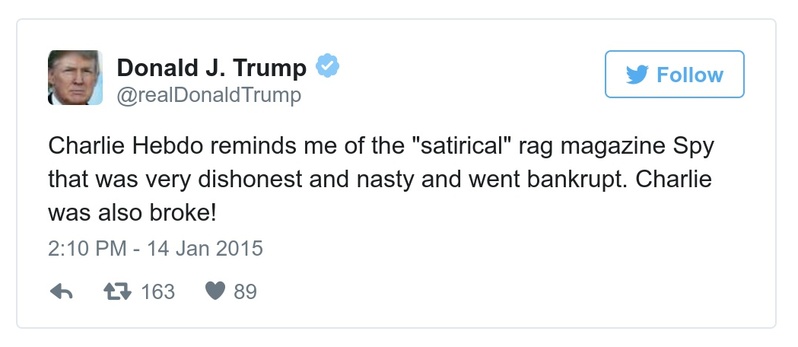 Donald J. Trump
Follow
@realDonaldTrump
Charlie Hebdo reminds me of the "satirical" rag magazine Spy
that was very dishonest and nasty and went bankrupt. Charlie
was also broke!
2:10 PM - 14 Jan 2015
163 89